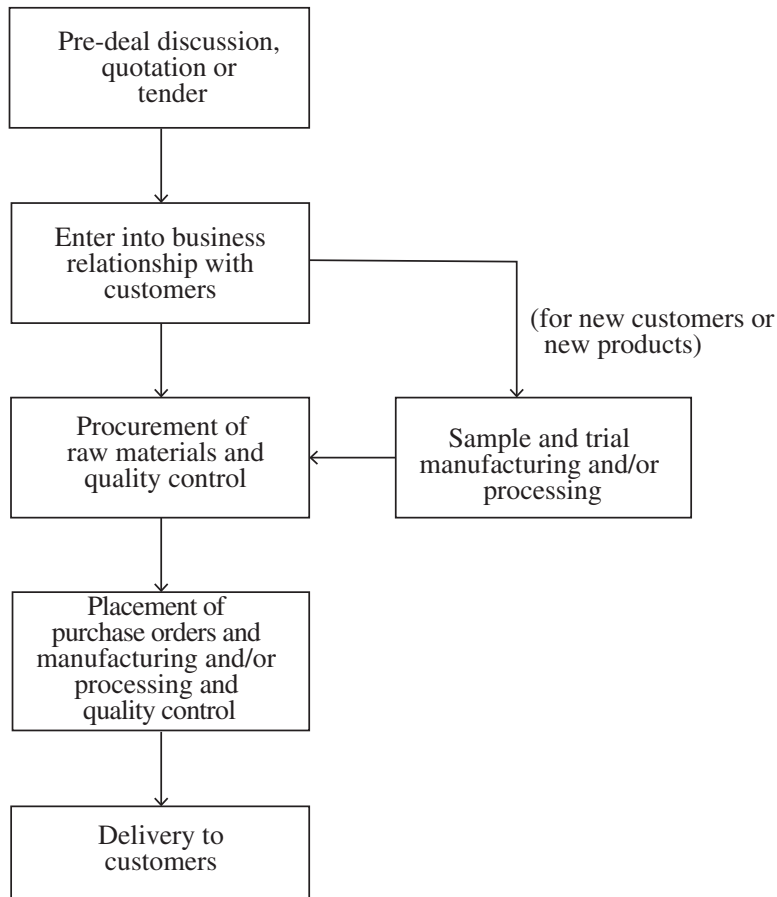 Pre-deal discussion,
quotation or
tender
Enter into business
relationship with
customers
(for new customers or
new products)
Procurement of
raw materials and
quality control
Sample and trial
manufacturing and/or
processing
Placement of
purchase orders and
manufacturing and/or
processing and
quality control
Delivery to
customers